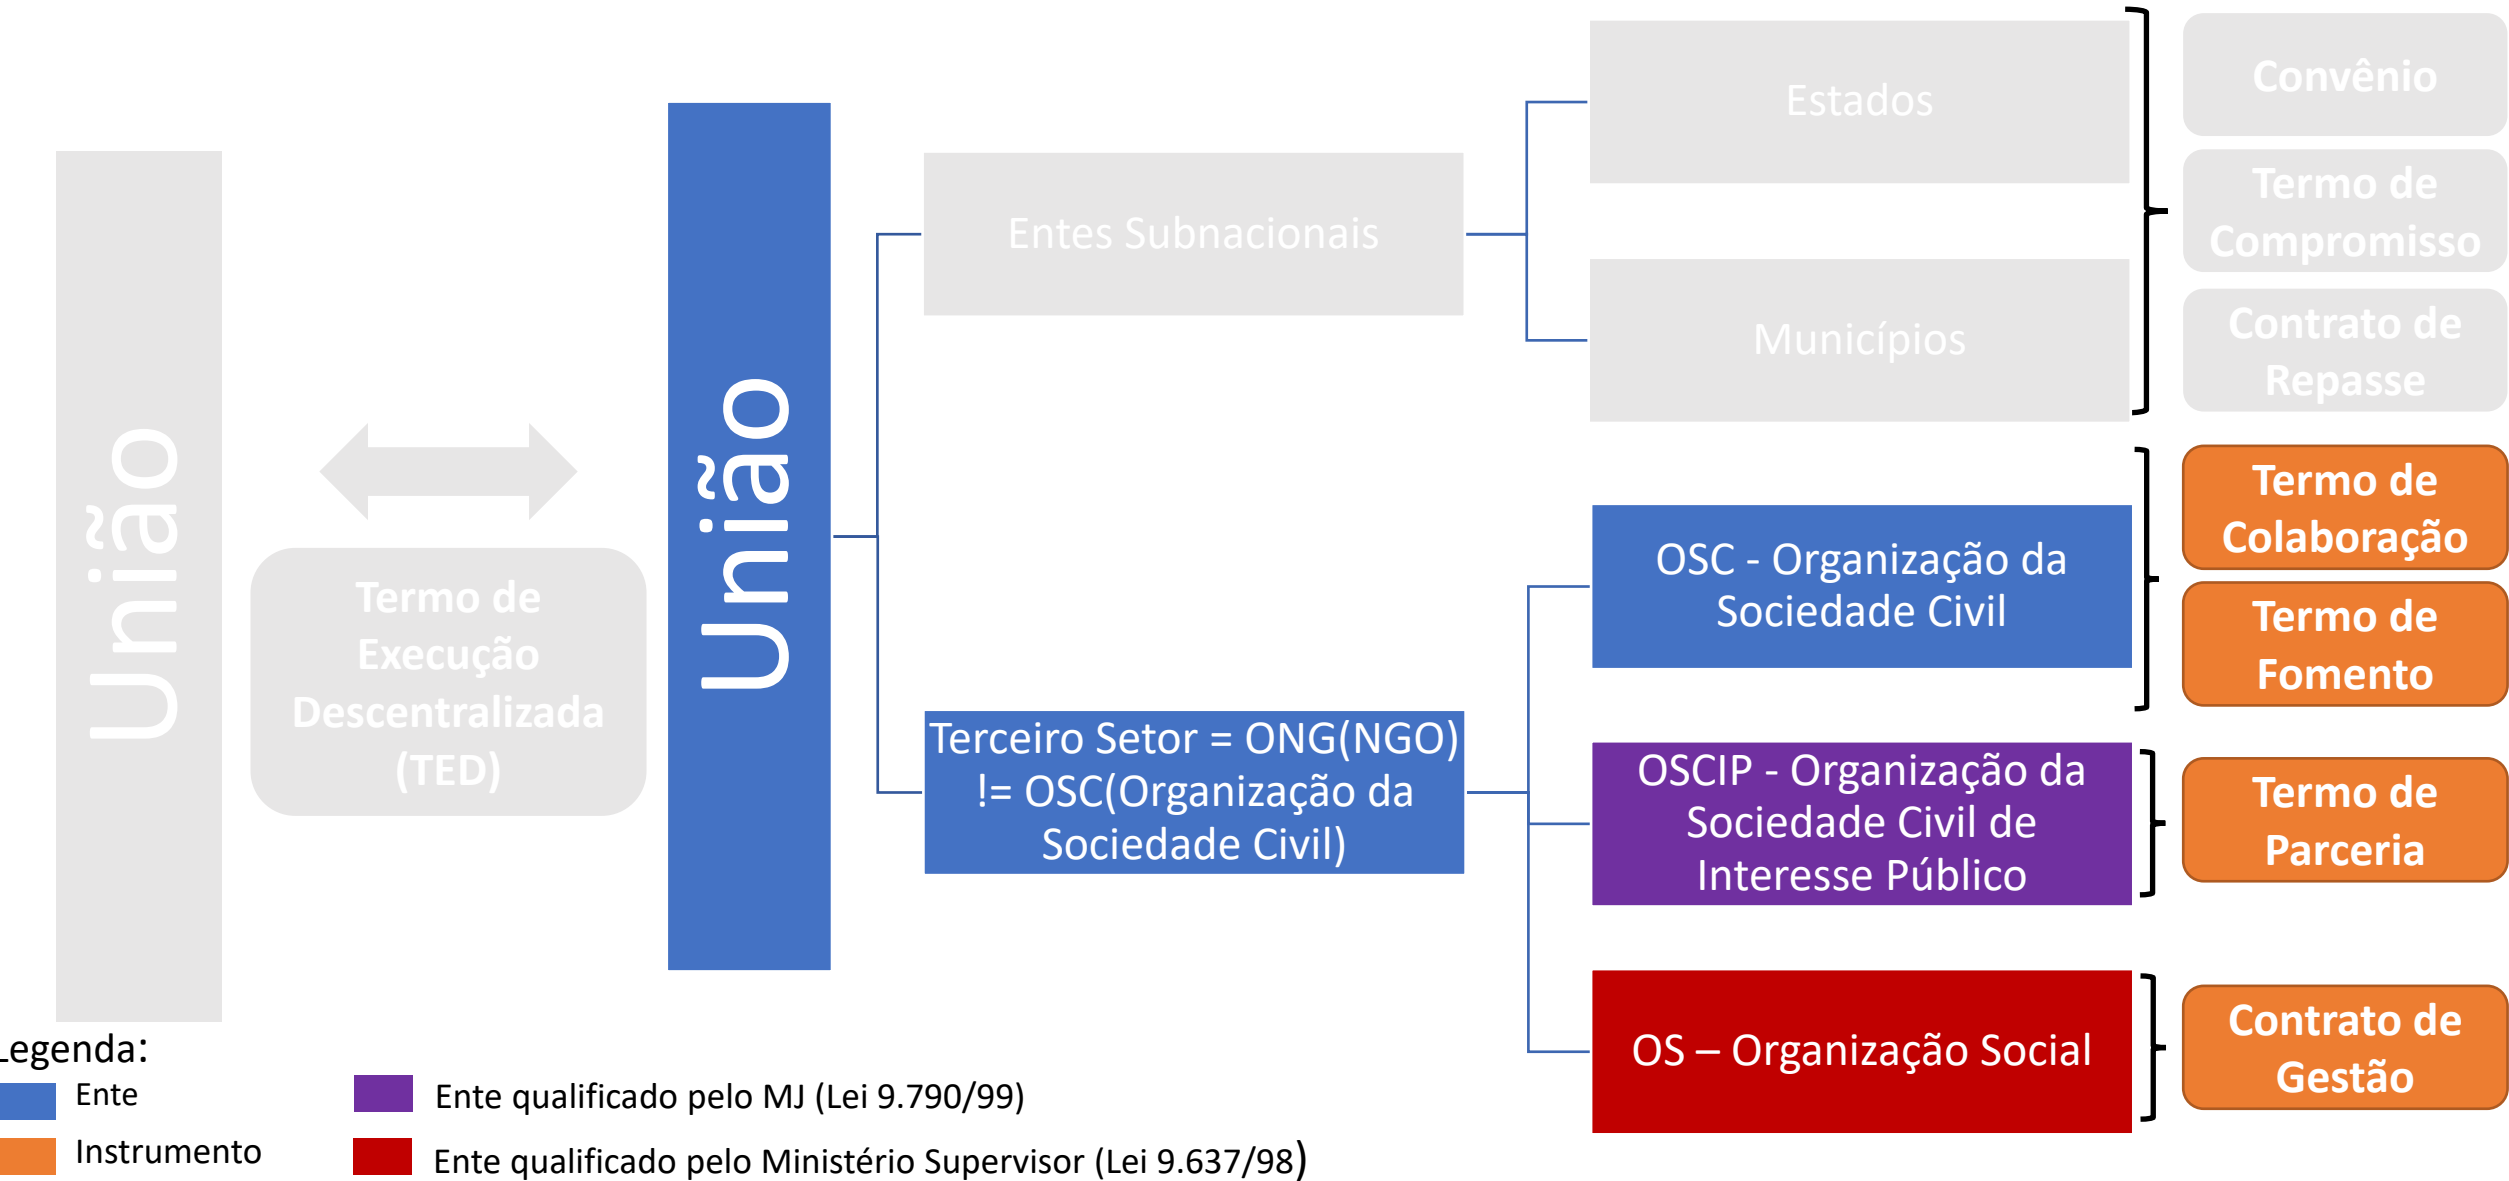 União
Termo de
Execução
Descentralizada
(TED)
União
Entes Subnacionais
Terceiro Setor = ONG(NGO)
!= OSC(Organização da
Sociedade Civil)
Estados
Municípios
OSC - Organização da
Sociedade Civil
OSCIP - Organização da
Sociedade Civil de
Interesse Público
OS – Organização Social
Convênio
Termo de
Compromisso
Contrato de
Repasse
Termo de
Colaboração
Termo de
Fomento
Termo de
Parceria
Contrato de
Gestão
Legenda:
Ente
Instrumento
Ente qualificado pelo MJ (Lei 9.790/99)
Ente qualificado pelo Ministério Supervisor (Lei 9.637/98)